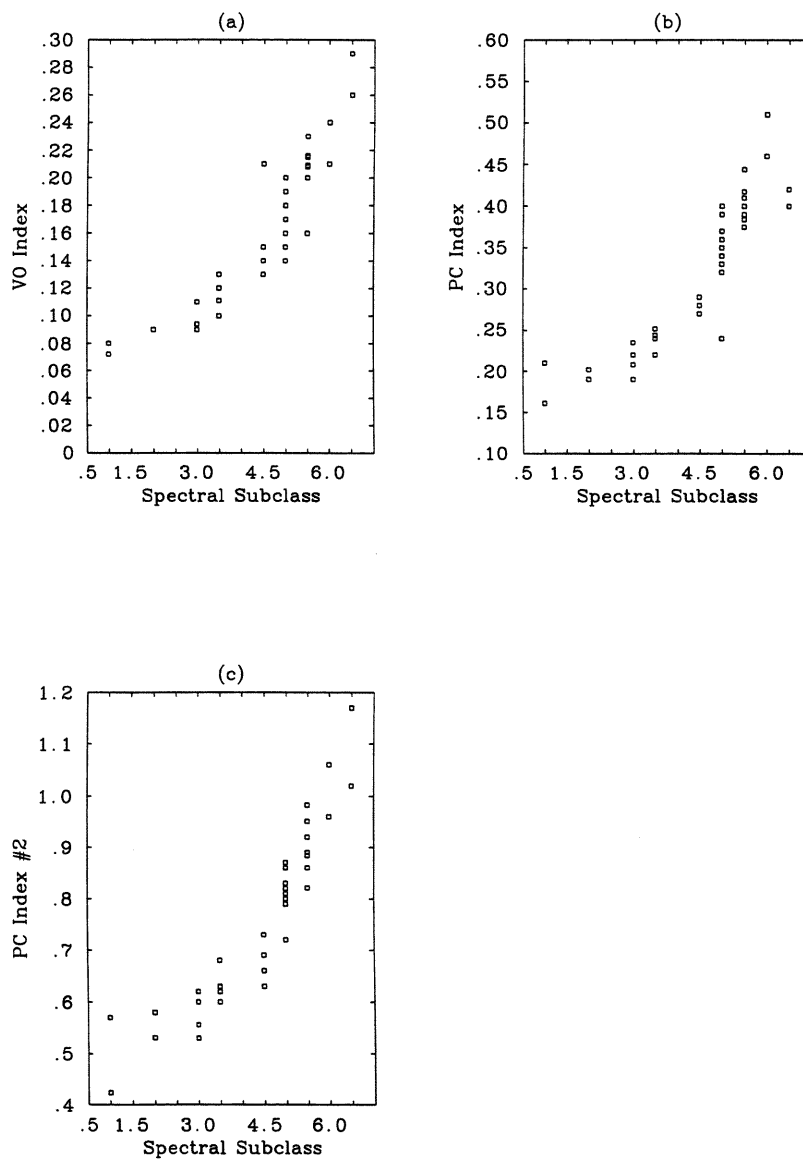 (a)
.30
.28
.26
.24
.22
.20
.18
.16
.14
.12
.10
.08
.06
.04
.02
0
VO Index
.5 1.5 3.0 4.5 6.0
Spectral Subclass
(b)
.60
.50
.45
.40
.35
.30
.25
.20
.15
.10
PC Index
.5 1.5 3.0 4.5 6.0
Spectral Subclass
(c)
1.2
1.1
1.0
.9
.8
.7
.6
.5
.4
PC Index #2
.5 1.5 3.0 4.5 6.0
Spectral Subclass